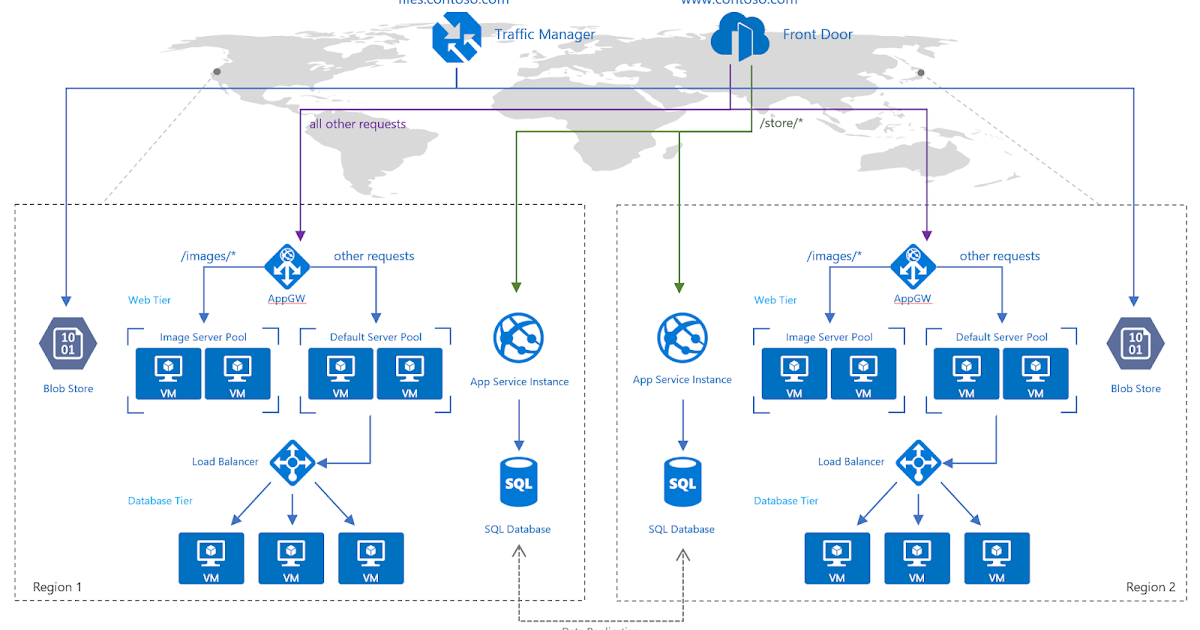 files.contoso.com
www.contoso.com
Traffic Manager
Front Door
all other requests
/store/*
/images/*
other requests
AppGW
Web Tier
Image Server Pool
Default Server Pool
VM
VM
VM
VM
10
01
Blob Store
App Service Instance
Load Balancer
SQL
Database Tier
SQL Database
VM
VM
VM
Region 1
/images/*
other requests
AppGW
Web Tier
Image Server Pool
Default Server Pool
VM
VM
VM
VM
10
01
Blob Store
App Service Instance
Load Balancer
SQL
Database Tier
SQL Database
VM
VM
VM
Region 2
Data Replication